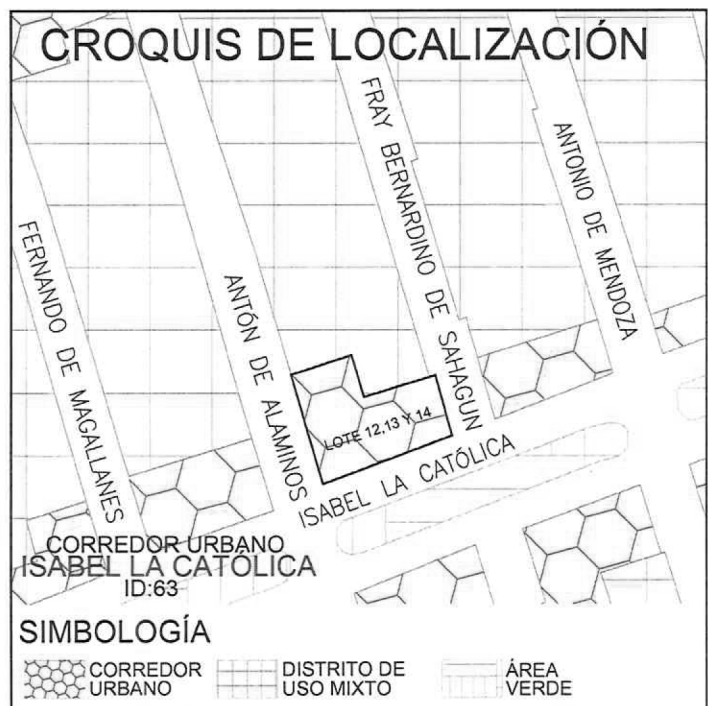 CROQUIS DE LOCALIZACIÓN
FERNANDO DE MAGALLANES
ANTÓN DE ALAMINOS
FRAY BERNARDINO DE SAHAGUN
ANTONIO DE MENDOZA
LOTE 12,13 Y 14
ISABEL LA CATÓLICA
CORREDOR URBANO
ISABEL LA CATÓLICA
ID:63
SIMBOLOGÍA
CORREDOR
URBANO
DISTRITO DE
USO MIXTO
ÁREA
VERDE